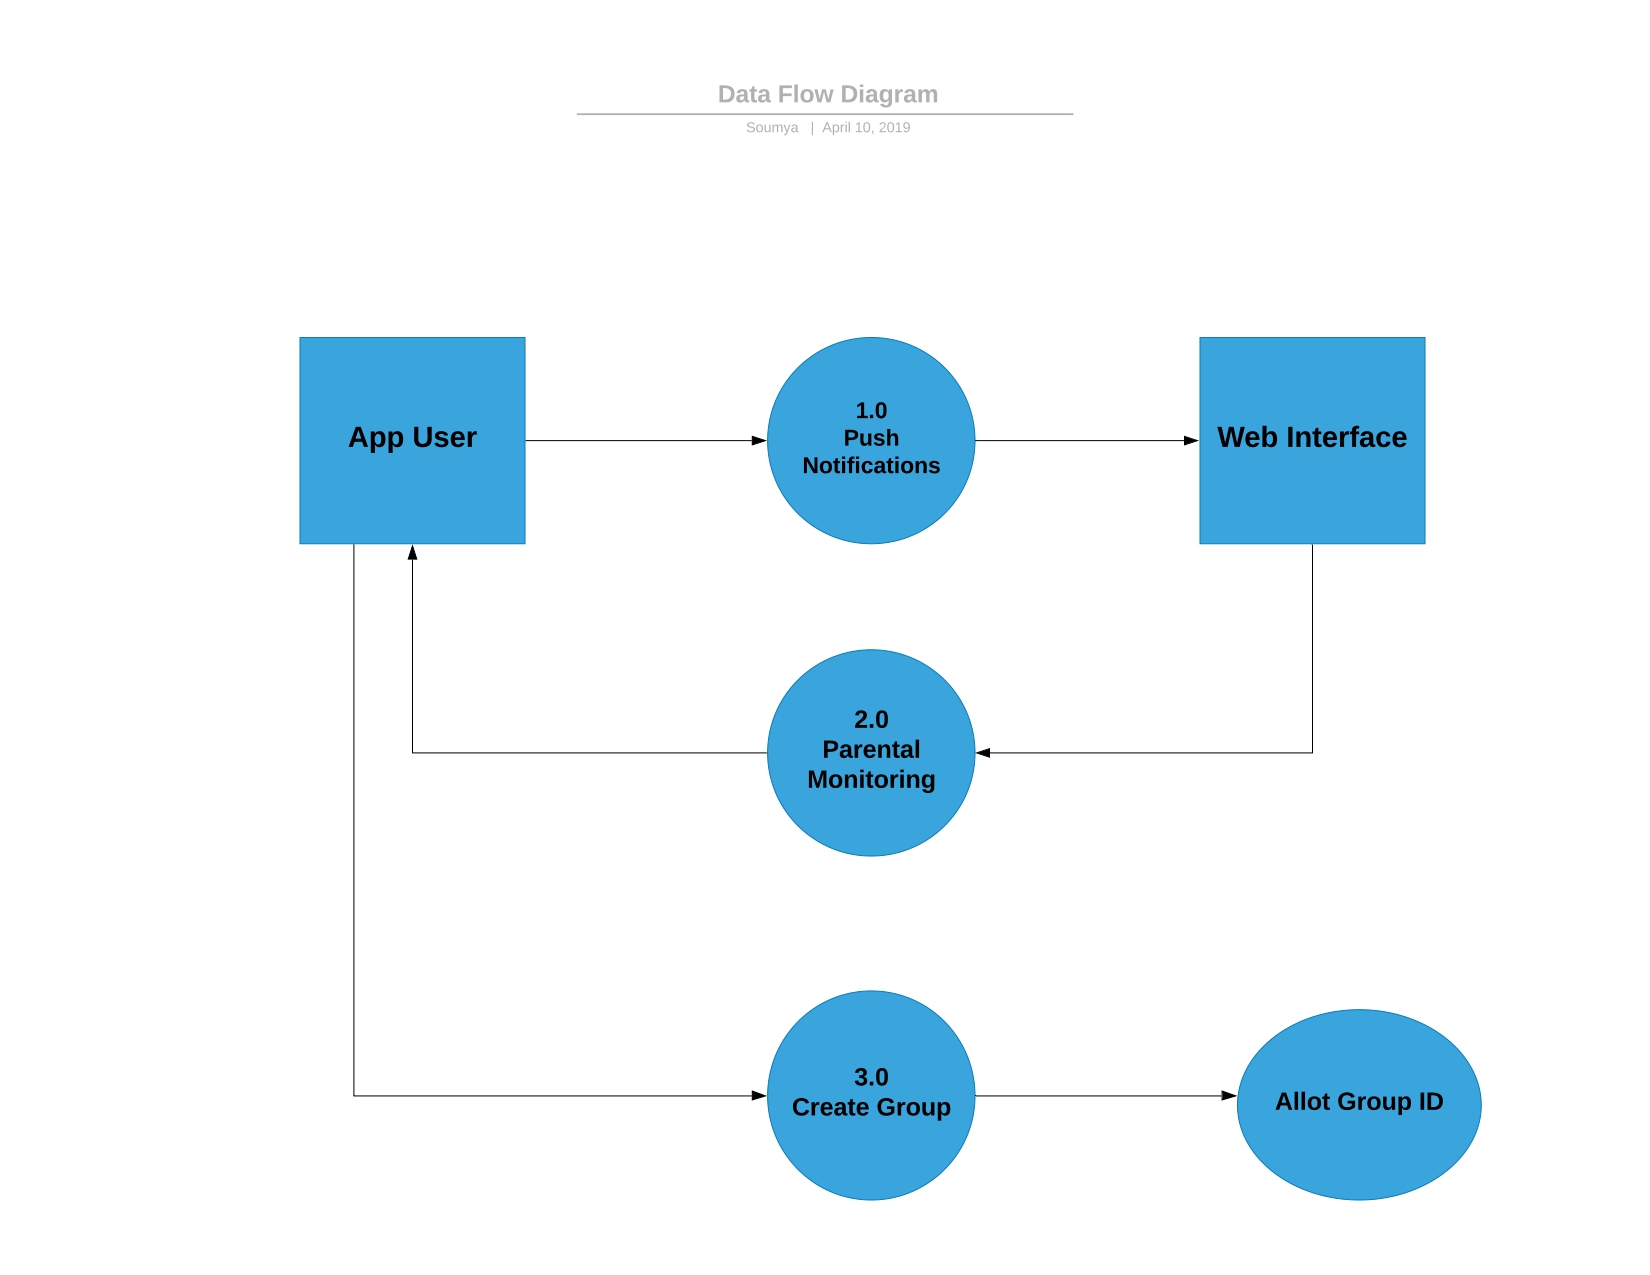 Data Flow Diagram
Soumya | April 10, 2019
App User
1.0
Push
Notifications
Web Interface
2.0
Parental
Monitoring
3.0
Create Group
Allot Group ID